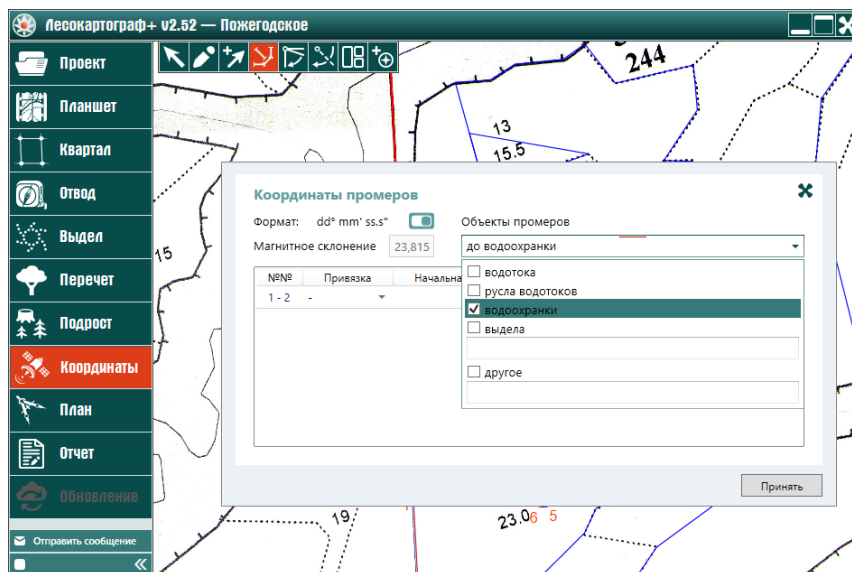 Лесокартограф+ v2.52 — Пожегодское
Проект
Планшет
Квартал
Отвод
Выдел
Перечет
Подрост
Координаты
План
Отчет
Обновление
Отправить сообщение
244
13
15.5
15
Координаты промеров
Формат: dd° mm' ss.s" Объекты промеров
Магнитное склонение 23,815 до водоохранки
№№ Привязка Начальна
1 - 2 -
водотока
русла водотоков
водоохранки
выдела
другое
Принять
19
23.0 6 5